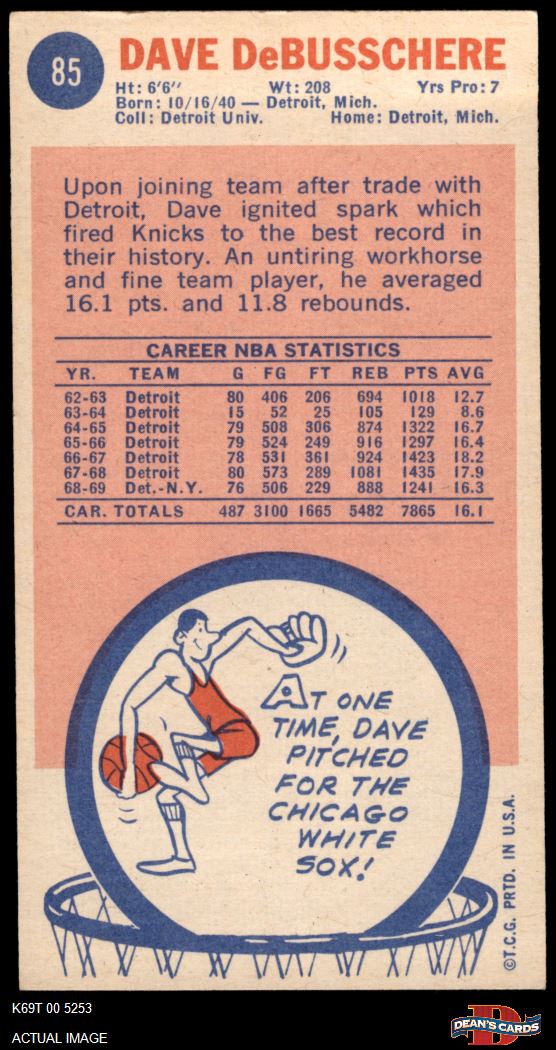 85
DAVE DeBUSSCHERE
Ht: 6'6" Wt: 208 Yrs Pro: 7
Born: 10/16/40 — Detroit, Mich.
Coll: Detroit Univ. Home: Detroit, Mich.
Upon joining team after trade with
Detroit, Dave ignited spark which
fired Knicks to the best record in
their history. An untiring workhorse
and fine team player, he averaged
16.1 pts. and 11.8 rebounds.
CAREER NBA STATISTICS
YR. TEAM G FG FT REB PTS AVG
62-63 Detroit 80 406 206 694 1018 12.7
63-64 Detroit 15 52 25 105 129 8.6
64-65 Detroit 79 508 306 874 1322 16.7
65-66 Detroit 79 524 249 916 1297 16.4
66-67 Detroit 78 531 361 924 1423 18.2
67-68 Detroit 80 573 289 1081 1435 17.9
68-69 Det.-N.Y. 76 506 229 888 1241 16.3
CAR. TOTALS 487 3100 1665 5482 7865 16.1
AT ONE
TIME, DAVE
PITCHED
FOR THE
CHICAGO
WHITE
SOX!
©T.C.G. PRTD. IN U.S.A.
K69T 00 5253
ACTUAL IMAGE
D
DEAN'S CARDS